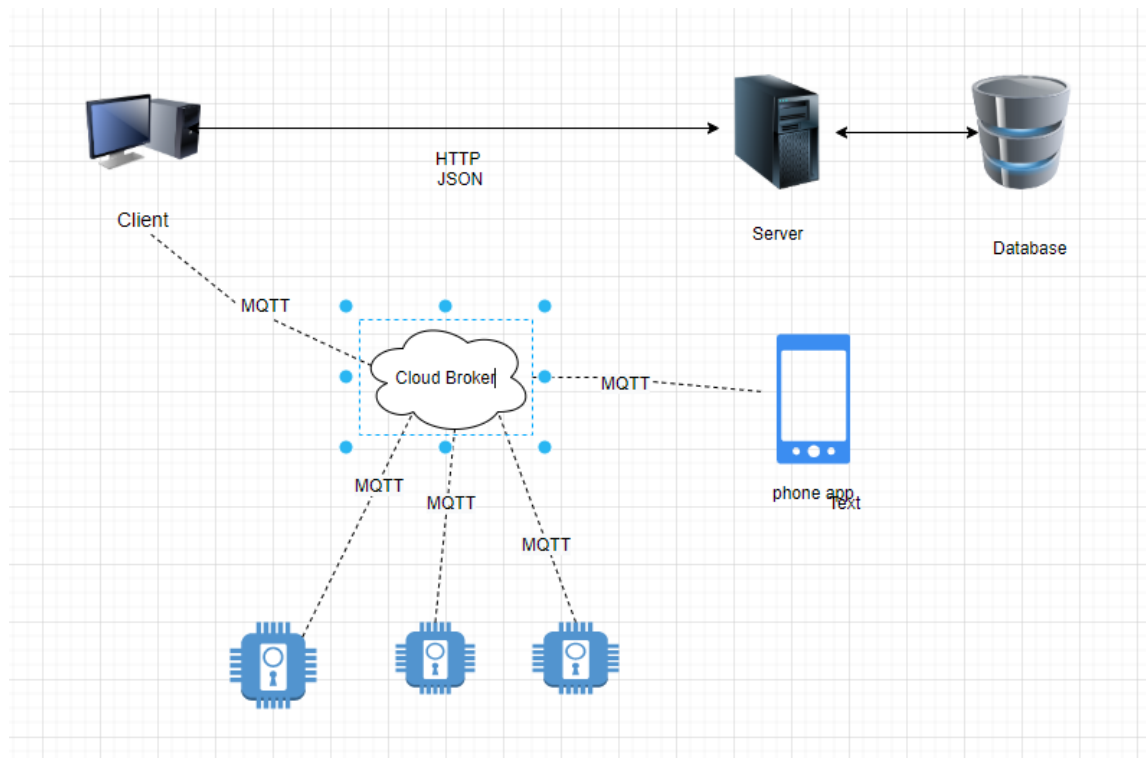 HTTP
JSON
Client
Server
Database
MQTT
Cloud Broker
MQTT
MQTT
MQTT
MQTT
phone app
Text